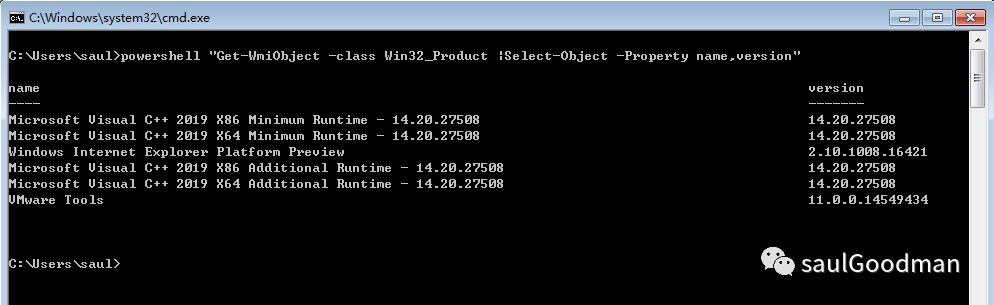 C:\Windows\system32\cmd.exe
C:\Users\saul>powershell "Get-WmiObject -class Win32_Product |Select-Object -Property name,version"
name version
---- -------
Microsoft Visual C++ 2019 X86 Minimum Runtime - 14.20.27508 14.20.27508
Microsoft Visual C++ 2019 X64 Minimum Runtime - 14.20.27508 14.20.27508
Windows Internet Explorer Platform Preview 2.10.1008.16421
Microsoft Visual C++ 2019 X86 Additional Runtime - 14.20.27508 14.20.27508
Microsoft Visual C++ 2019 X64 Additional Runtime - 14.20.27508 14.20.27508
VMware Tools 11.0.0.14549434
C:\Users\saul>
saulGoodman